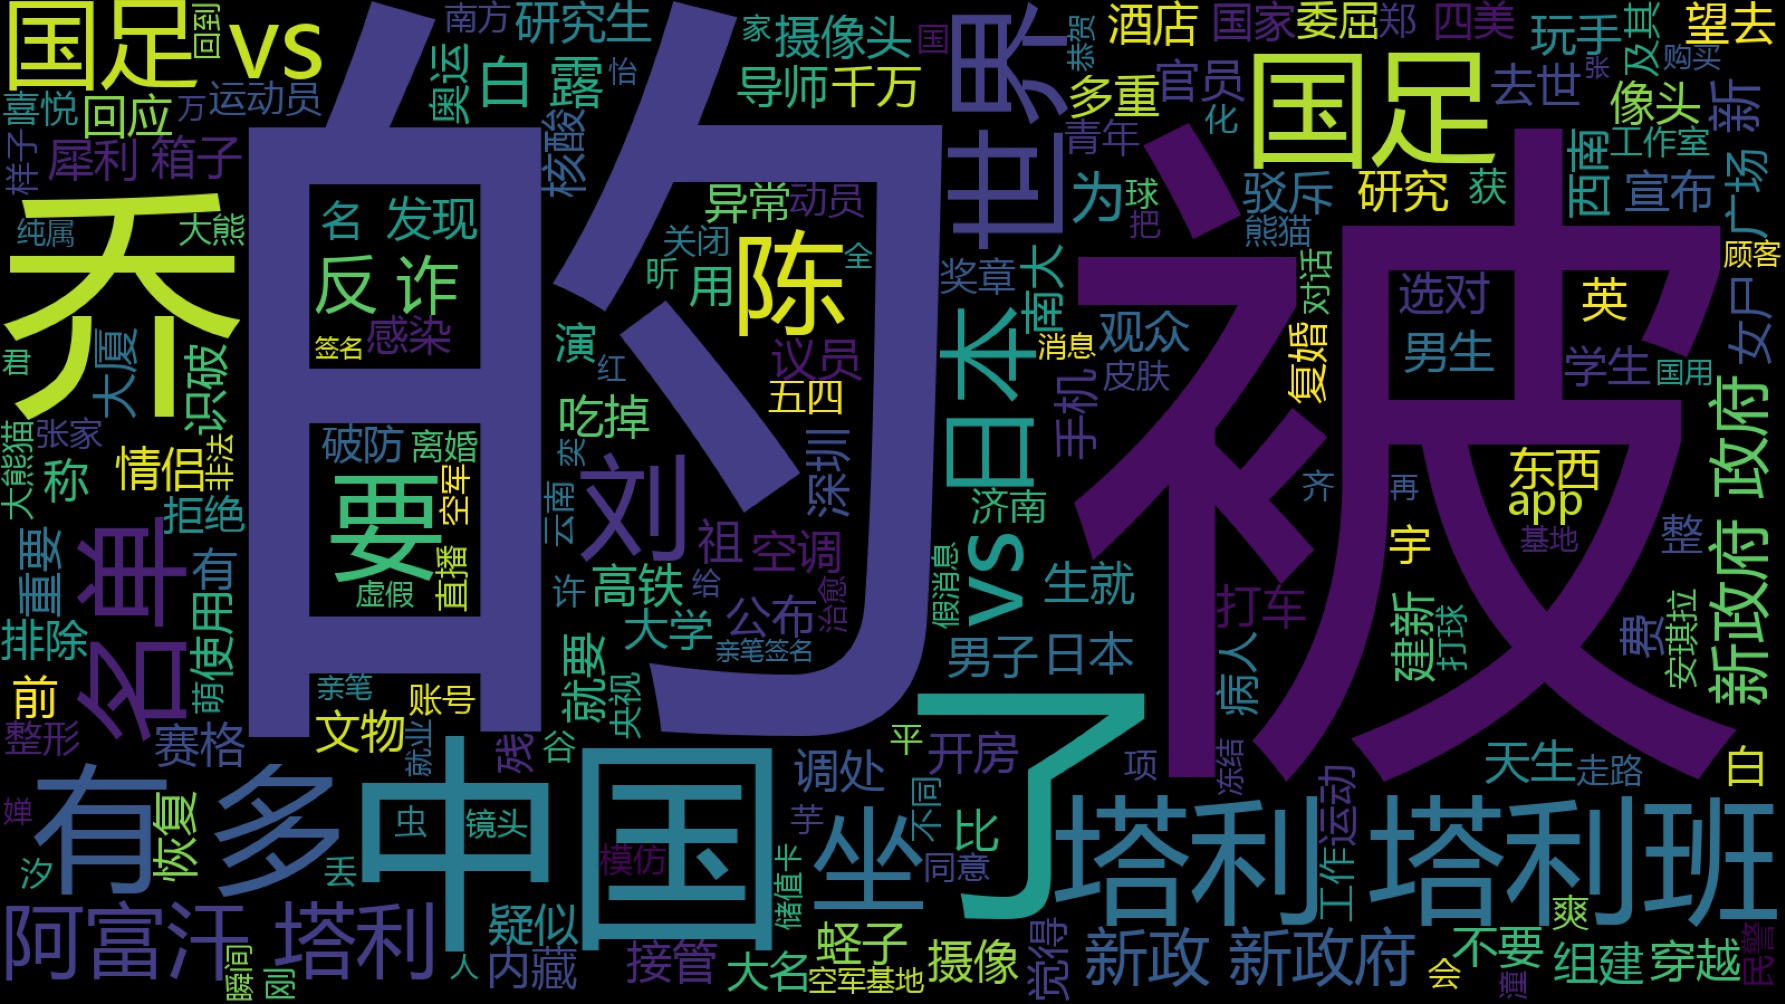 国足
vs
回到
南方
研究生
家
摄像头
国
世界
恭贺
酒店
国家
委屈
郑
四美
玩手
及其
望去
喜悦
回应
万
运动员
奥运
白
露
怡
导师
千万
多重
官员
化
国足
去世
张
购买
像头
新
样子
犀利
箱子
核酸
的
被
青年
西南
工作室
广场
纯属
大熊
乔
名
发现
反
诈
感染
签名
异常
动员
关闭
陈
昕
用
全
演
红
议员
五四
奖章
南大
为
球
把
驳斥
熊猫
研究
获
宣布
顾客
对话
选对
英
女户
君
大厦
识破
吃掉
日本
消息
观众
皮肤
复婚
男生
学生
国用
大熊猫
张家
称
情侣
非法
拒绝
破防
离婚
要
空军
直播
虚假
奕
云南
刘
深圳
手机
齐
再
东西
app
基地
政府
新政府
整
宇
济南
vs
假消息
生就
打车
建新
打球
费
安琪拉
名单
重要
有
排除
使用
萌
前
整形
赛格
许
高铁
祖
空调
给
治愈
大学
公布
亲笔签名
就要
央视
男子
日本
病人
亲笔
账号
文物
就业
残
谷
了
平
开房
项
冻结
天生
走路
白
婵
有多
恢复
中国
虫
镜头
模仿
调处
芋
不同
比
坐
同意
储值卡
塔利
运动
工作
塔利班
汐
丢
阿富汗
塔利
瞬间
刚
人
疑似
内藏
接管
大名
蛏子
空军基地
摄像
觉得
新政
新政府
会
不要
潼
爽
组建
穿越
民警